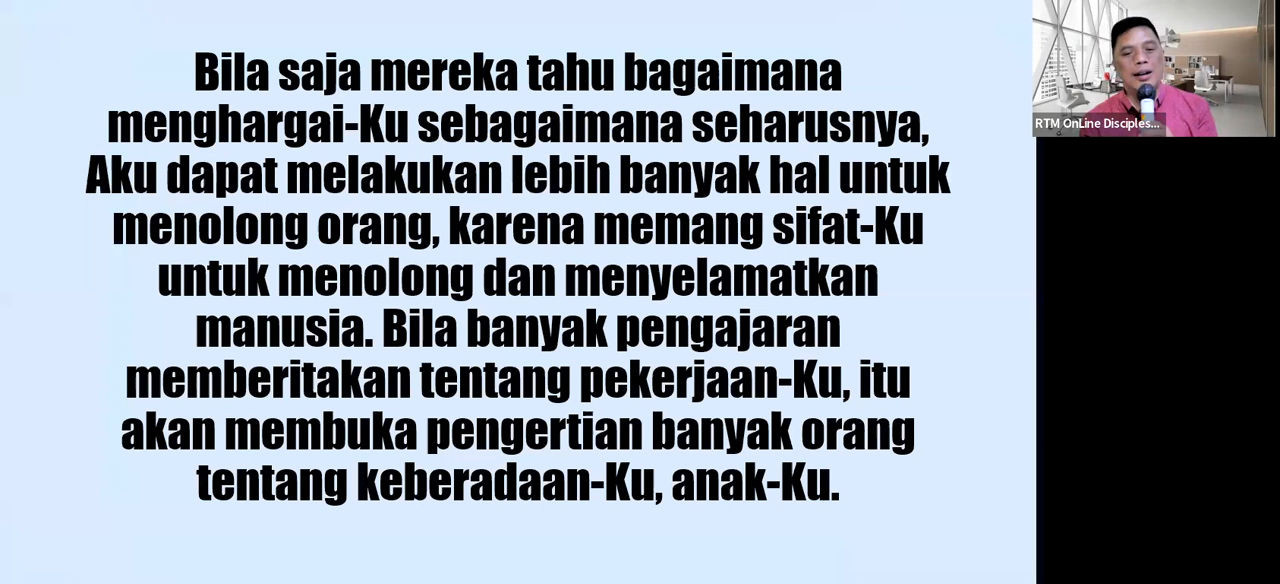 Bila saja mereka tahu bagaimana
menghargai-Ku sebagaimana seharusnya,
Aku dapat melakukan lebih banyak hal untuk
menolong orang, karena memang sifat-Ku
untuk menolong dan menyelamatkan
manusia. Bila banyak pengajaran
memberitakan tentang pekerjaan-Ku, itu
akan membuka pengertian banyak orang
tentang keberadaan-Ku, anak-Ku.
RTM OnLine Disciples...